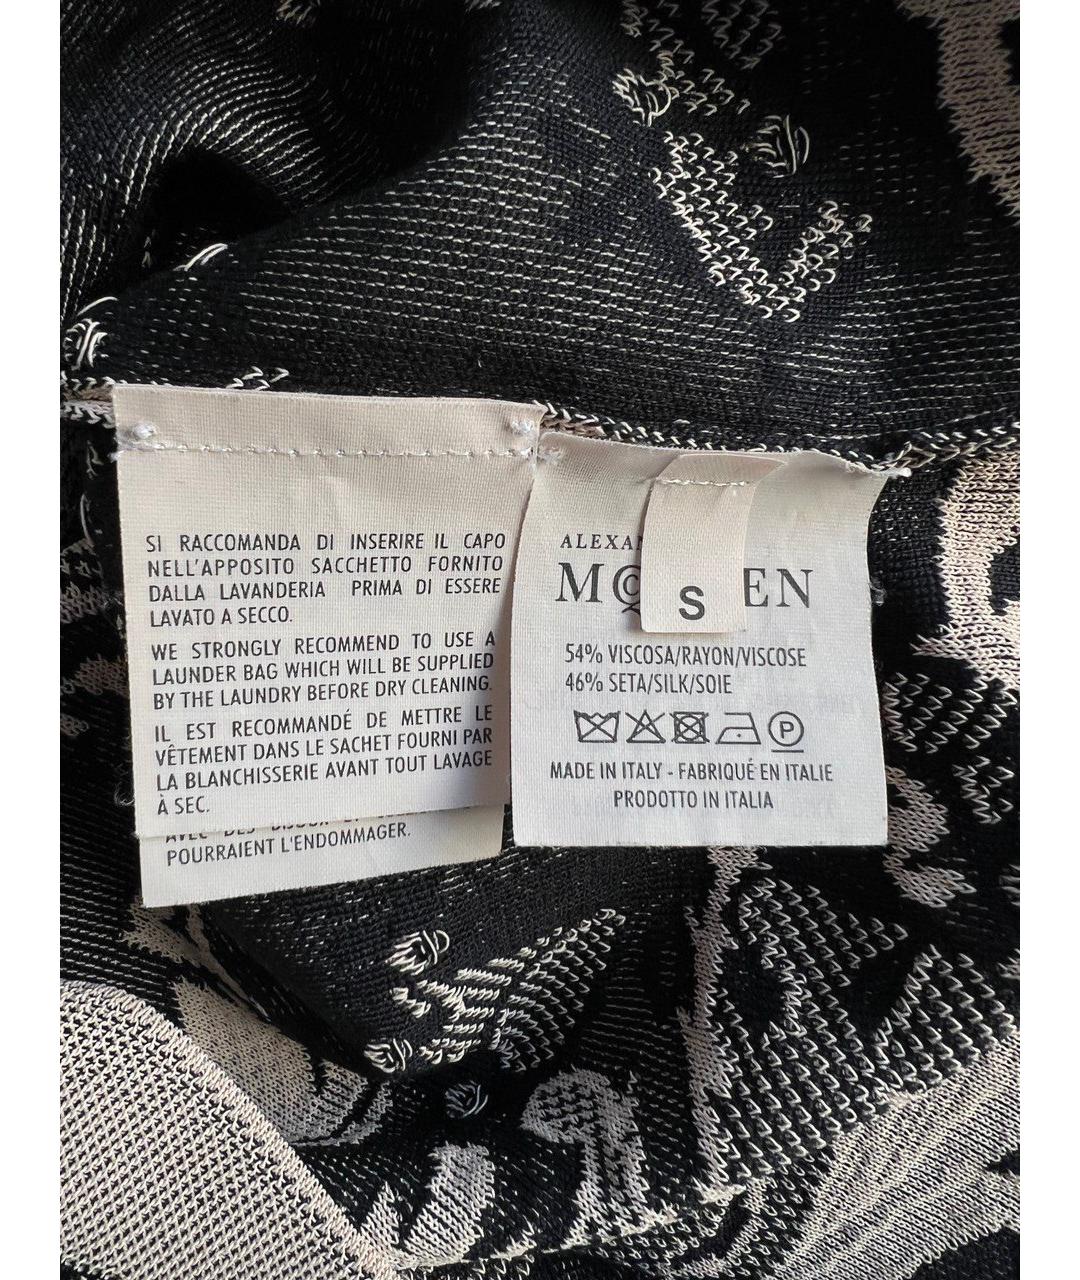 SI RACCOMANDA DI INSERIRE IL CAPO
NELL'APPOSITO SACCHETTO FORNITO
DALLA LAVANDERIA PRIMA DI ESSERE
LAVATO A SECCO.
WE STRONGLY RECOMMEND TO USE A
LAUNDER BAG WHICH WILL BE SUPPLIED
BY THE LAUNDRY BEFORE DRY CLEANING.
IL EST RECOMMANDÉ DE METTRE LE
VÊTEMENT DANS LE SACHET FOURNI PAR
LA BLANCHISSERIE AVANT TOUT LAVAGE
À SEC.
AVEC DES BIJOUX
POURRAIENT L'ENDOMMAGER.
S
54% VISCOSA/RAYON/VISCOSE
46% SETA/SILK/SOIE
P
MADE IN ITALY - FABRIQUÉ EN ITALIE
PRODOTTO IN ITALIA